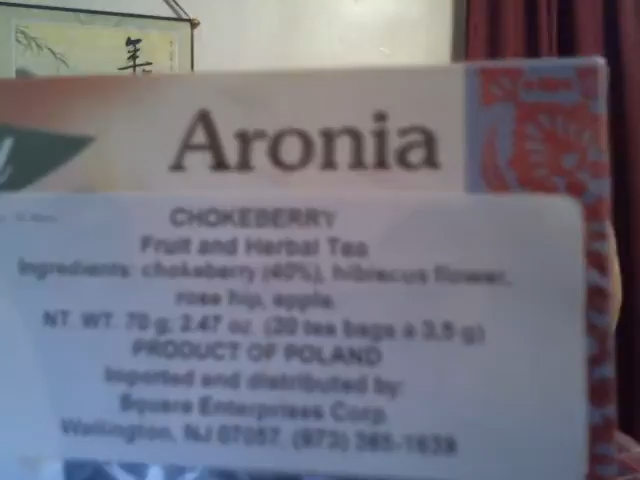 年
Aronia
CHOKEBERRY
Fruit and Herbal Tea
Ingredients: chokeberry (40%), hibiscus flower,
rose hip, apple.
NT. WT. 70 g; 2.47 oz. (20 tea bags à 3,5 g)
PRODUCT OF POLAND
Imported and distributed by:
Square Enterprises Corp.
Wallington, NJ 07057, (973) 365-1639